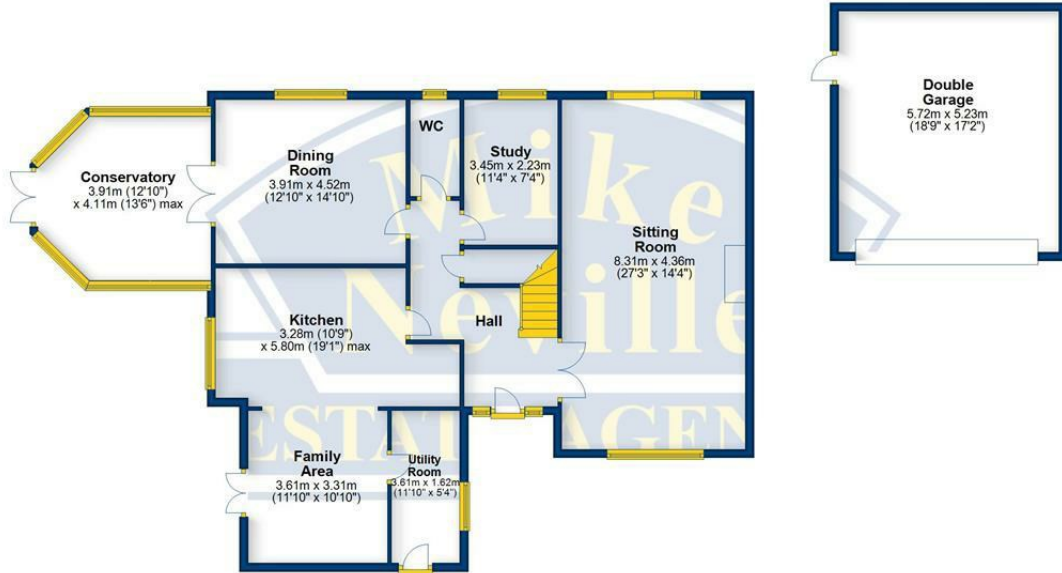 Conservatory
3.91m (12'10")
x 4.11m (13'6") max
Dining
Room
3.91m x 4.52m
(12'10" x 14'10")
WC
Study
3.45m x 2.23m
(11'4" x 7'4")
Sitting
Room
8.31m x 4.36m
(27'3" x 14'4")
Double
Garage
5.72m x 5.23m
(18'9" x 17'2")
Kitchen
3.28m (10'9")
x 5.80m (19'1") max
Hall
Family
Area
3.61m x 3.31m
(11'10" x 10'10")
Utility
Room
3.61m x 1.62m
(11'10" x 5'4")
Mike
Neville
ESTATE AGEN